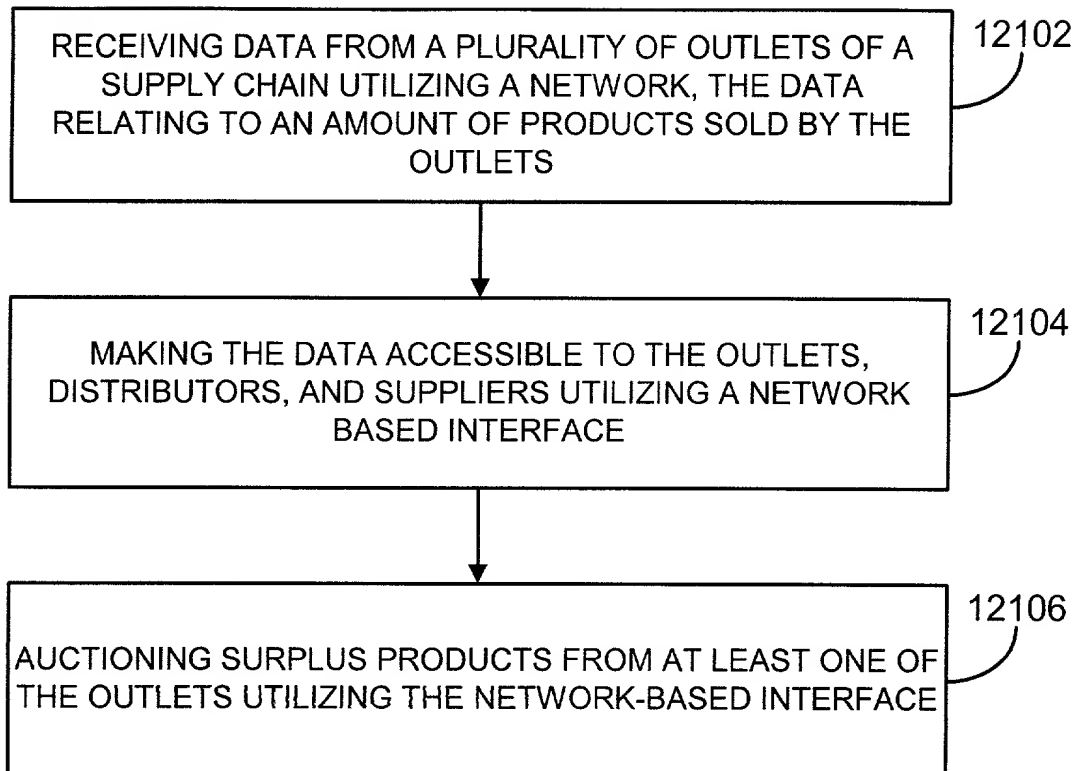 RECEIVING DATA FROM A PLURALITY OF OUTLETS OF A
SUPPLY CHAIN UTILIZING A NETWORK, THE DATA
RELATING TO AN AMOUNT OF PRODUCTS SOLD BY THE
OUTLETS
12102
MAKING THE DATA ACCESSIBLE TO THE OUTLETS,
DISTRIBUTORS, AND SUPPLIERS UTILIZING A NETWORK
BASED INTERFACE
12104
AUCTIONING SURPLUS PRODUCTS FROM AT LEAST ONE OF
THE OUTLETS UTILIZING THE NETWORK-BASED INTERFACE
12106